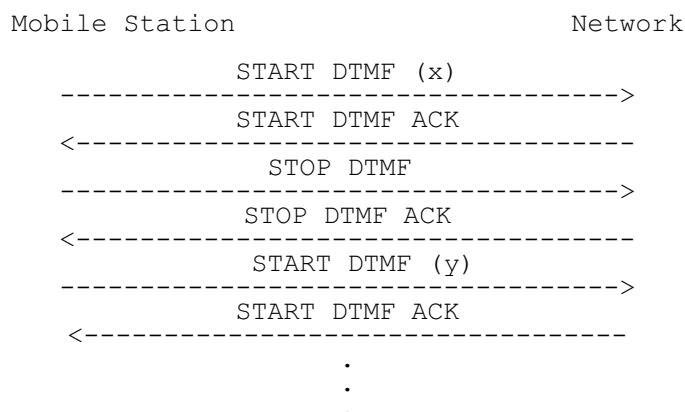 Mobile Station Network
START DTMF (x)
----------------------------------->
START DTMF ACK
<-----------------------------------
STOP DTMF
----------------------------------->
STOP DTMF ACK
<-----------------------------------
START DTMF (y)
----------------------------------->
START DTMF ACK
<----------------------------------
.
.
.